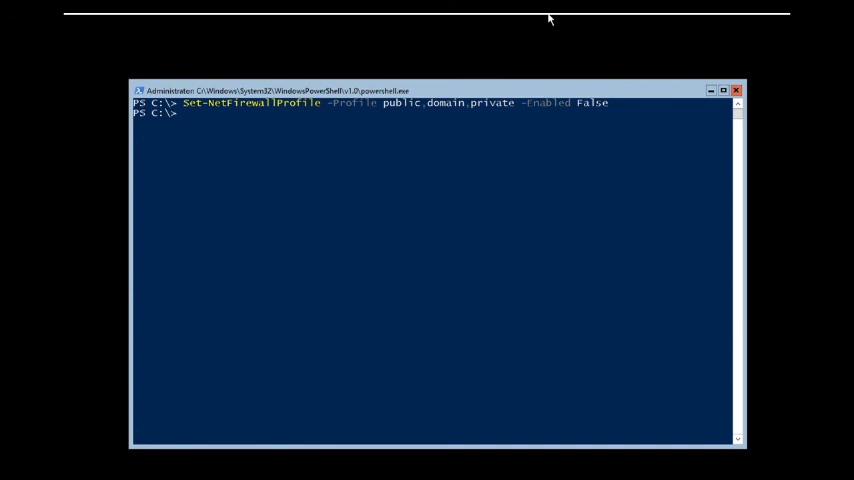 Administrator: C:\Windows\System32\WindowsPowerShell\v1.0\powershell.exe
PS C:\> Set-NetFirewallProfile -Profile public,domain,private -Enabled False
PS C:\>